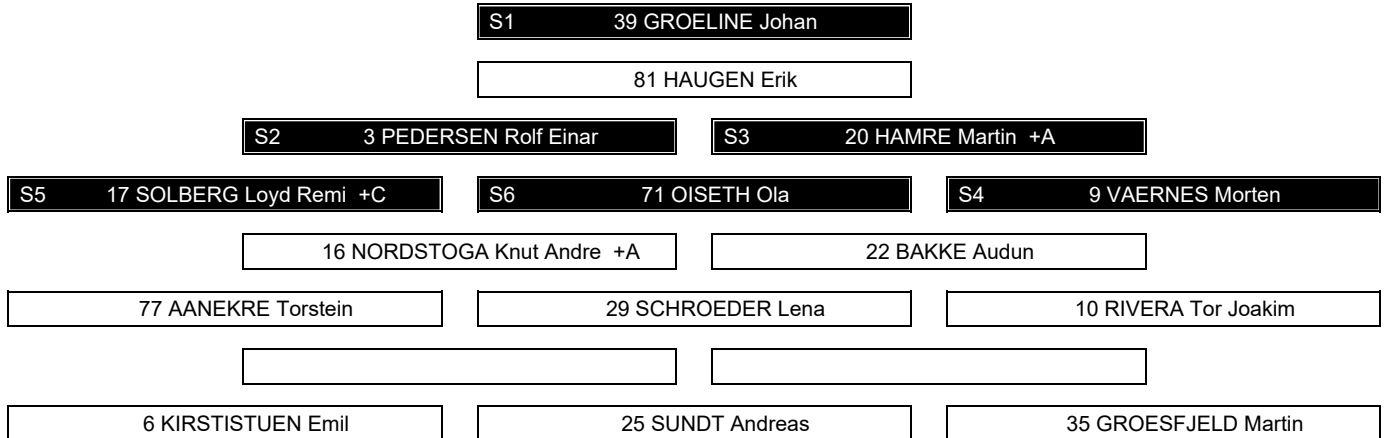 S1 39 GROELINE Johan
81 HAUGEN Erik
S2 3 PEDERSEN Rolf Einar
S3 20 HAMRE Martin +A
S5 17 SOLBERG Loyd Remi +C
S6 71 OISETH Ola
S4 9 VAERNES Morten
16 NORDSTOGA Knut Andre +A
22 BAKKE Audun
77 AANEKRE Torstein
29 SCHROEDER Lena
10 RIVERA Tor Joakim
6 KIRSTISTUEN Emil
25 SUNDT Andreas
35 GROESFJELD Martin